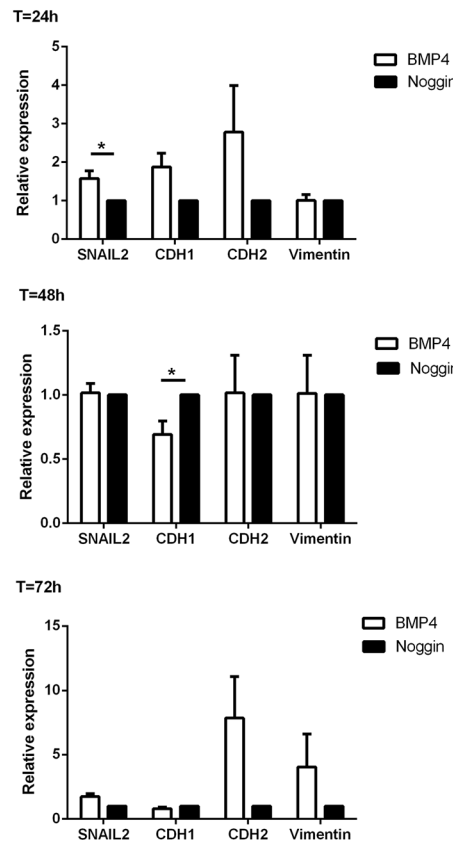 T=24h
5
4
3
2
1
0
Relative expression
*
SNAIL2 CDH1 CDH2 Vimentin
BMP4
Noggin
T=48h
1.5
1.0
0.5
0.0
Relative expression
*
SNAIL2 CDH1 CDH2 Vimentin
BMP4
Noggin
T=72h
15
10
5
0
Relative expression
SNAIL2 CDH1 CDH2 Vimentin
BMP4
Noggin